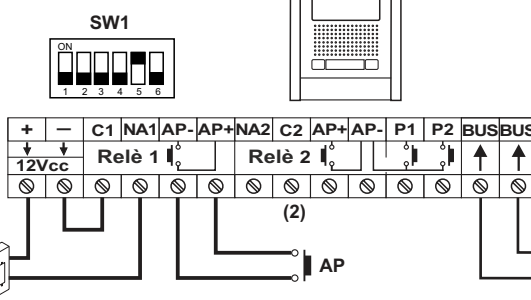 SW1
ON
1 2 3 4 5 6
+ — C1 NA1 AP- AP+ NA2 C2 AP+ AP- P1 P2 BUS BUS
12Vcc Relè 1 Relè 2
(2)
AP